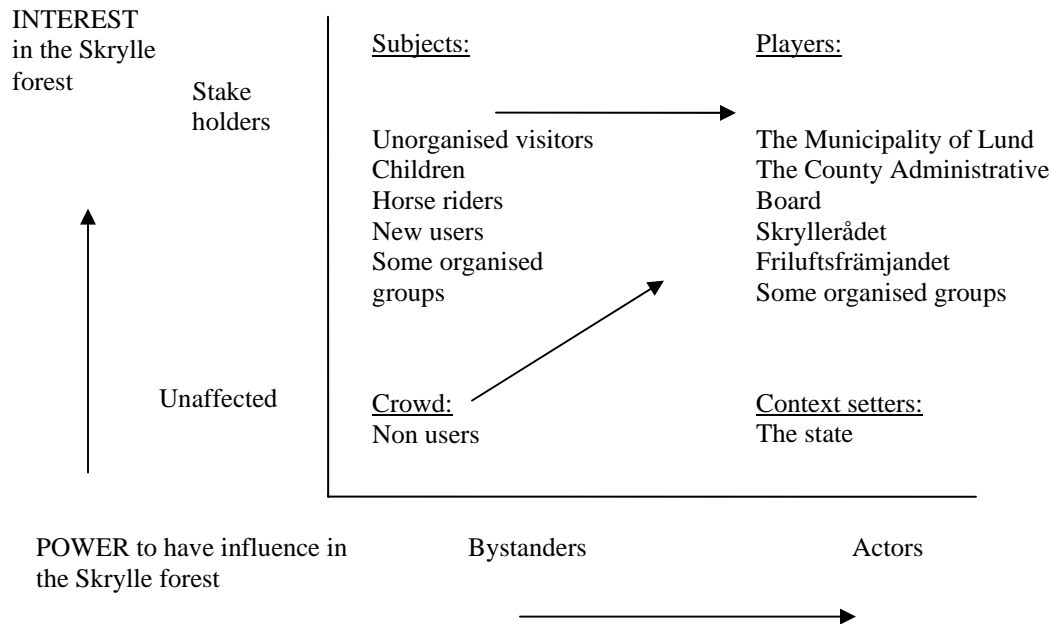 INTEREST
in the Skrylle
forest
Stake
holders
Subjects:
Unorganised visitors
Children
Horse riders
New users
Some organised
groups
Players:
The Municipality of Lund
The County Administrative
Board
Skryllerådet
Friluftsfrämjandet
Some organised groups
Unaffected
Crowd:
Non users
Context setters:
The state
POWER to have influence in
the Skrylle forest
Bystanders
Actors